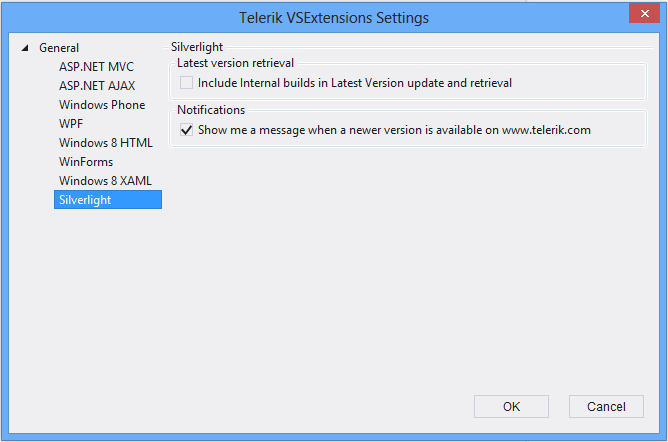 Telerik VSExtensions Settings
General
ASP.NET MVC
ASP.NET AJAX
Windows Phone
WPF
Windows 8 HTML
WinForms
Windows 8 XAML
Silverlight
Silverlight
Latest version retrieval
Include Internal builds in Latest Version update and retrieval
Notifications
Show me a message when a newer version is available on www.telerik.com
OK
Cancel